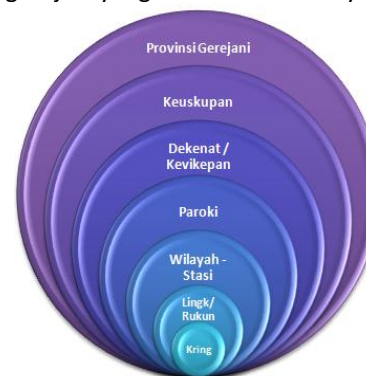 Provinsi Gerejani
Keuskupan
Dekenat /
Kevikepan
Paroki
Wilayah -
Stasi
Lingk/
Rukun
Kring